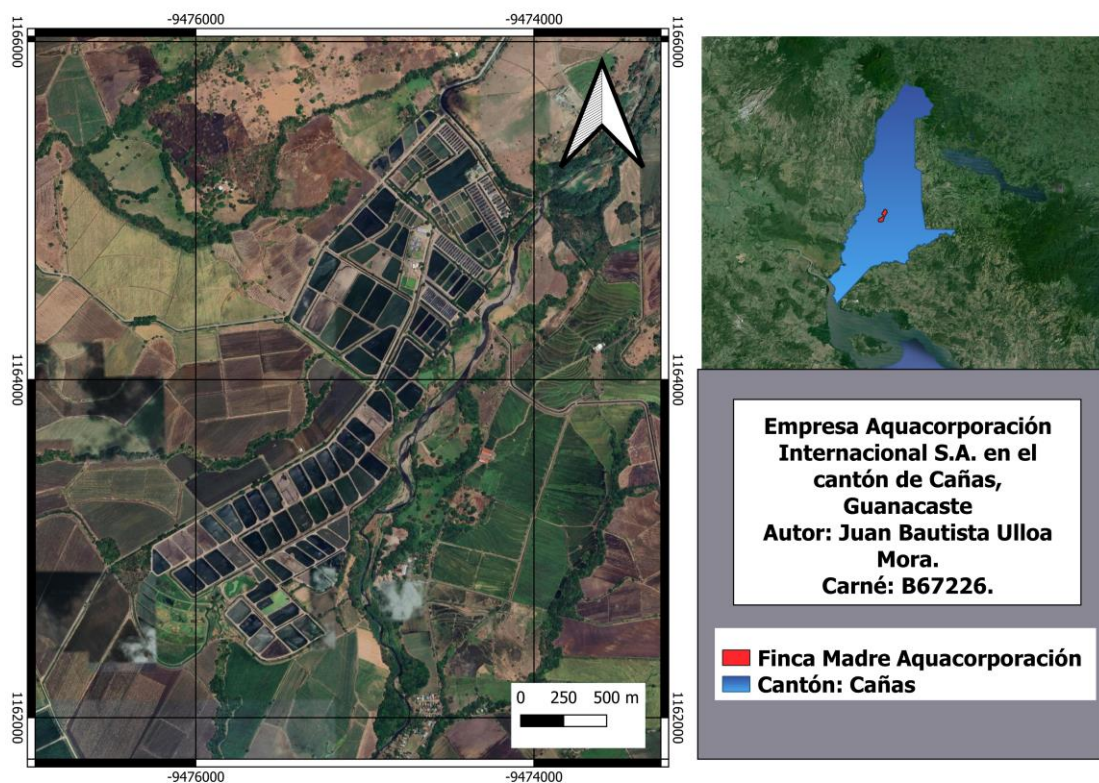 -9476000
-9474000
1166000
1166000
1164000
1164000
1162000
1162000
0 250 500 m
-9476000
-9474000
Empresa Aquacorporación
Internacional S.A. en el
cantón de Cañas,
Guanacaste
Autor: Juan Bautista Ulloa
Mora.
Carné: B67226.
Finca Madre Aquacorporación
Cantón: Cañas